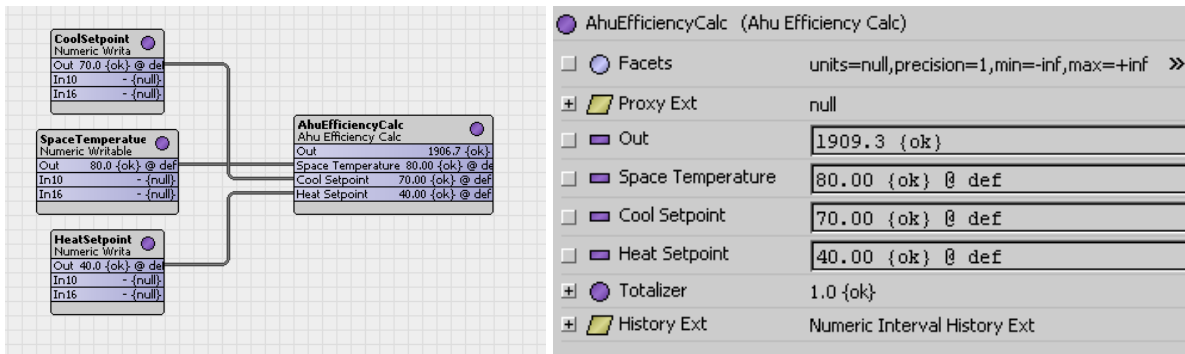 CoolSetpoint
Numeric Writa
Out 70.0 {ok} @ def
In10 - {null}
In16 - {null}
SpaceTemperatue
Numeric Writable
Out 80.0 {ok} @ def
In10 - {null}
In16 - {null}
HeatSetpoint
Numeric Writa
Out 40.0 {ok} @ def
In10 - {null}
In16 - {null}
AhuEfficiencyCalc
Ahu Efficiency Calc
Out 1906.7 {ok}
Space Temperature 80.00 {ok} @ de
Cool Setpoint 70.00 {ok} @ def
Heat Setpoint 40.00 {ok} @ def
AhuEfficiencyCalc (Ahu Efficiency Calc)
Facets units=null,precision=1,min=-inf,max=+inf »
Proxy Ext null
Out 1909.3 {ok}
Space Temperature 80.00 {ok} @ def
Cool Setpoint 70.00 {ok} @ def
Heat Setpoint 40.00 {ok} @ def
Totalizer 1.0 {ok}
History Ext Numeric Interval History Ext